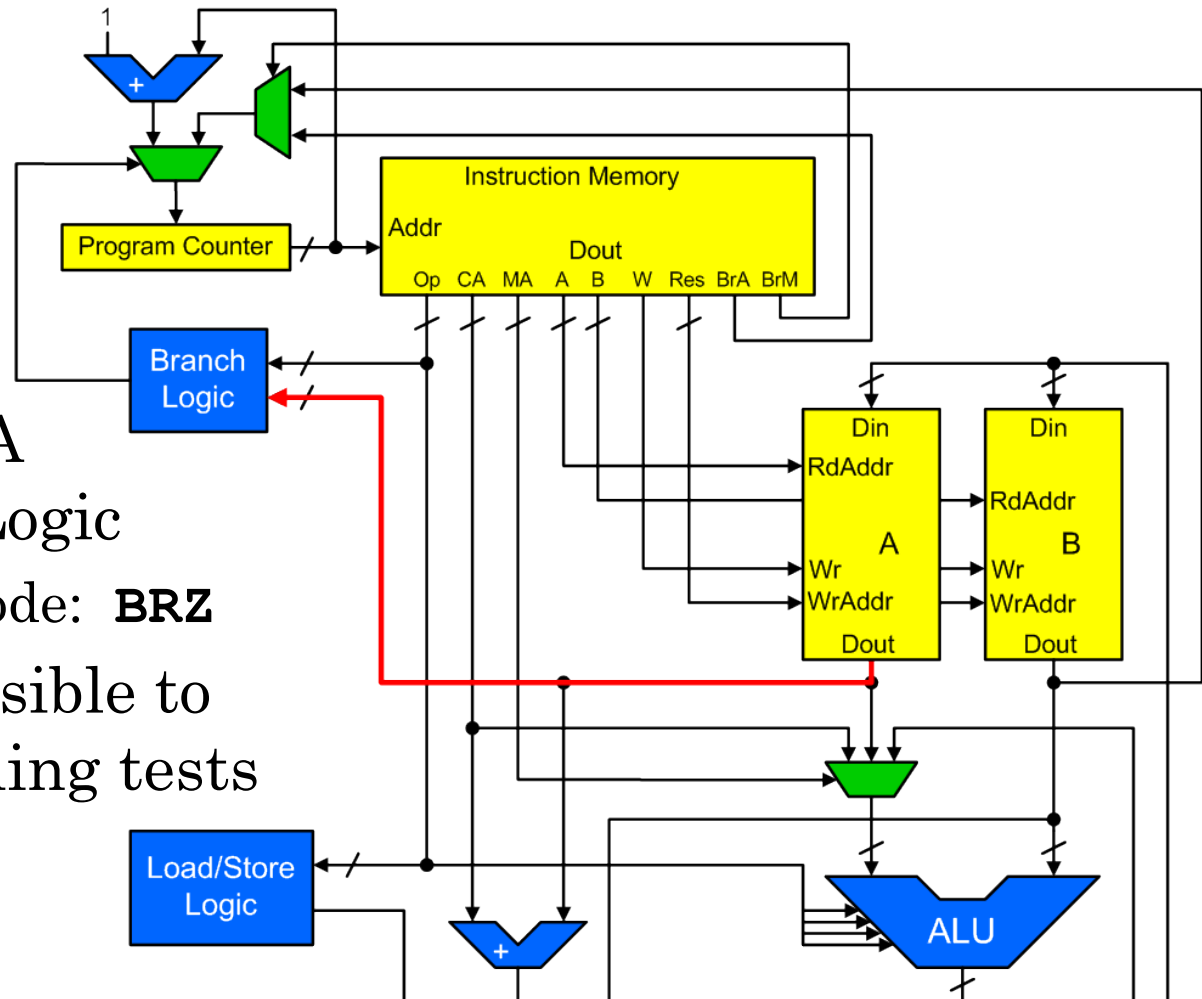 1
+
Instruction Memory
Addr
Program Counter
Dout
Op CA MA A B W Res BrA BrM
Branch
Logic
A
Logic
ode: BRZ
sible to
ing tests
Din
RdAddr
A
Wr
WrAddr
Dout
Din
RdAddr
B
Wr
WrAddr
Dout
Load/Store
Logic
+
ALU